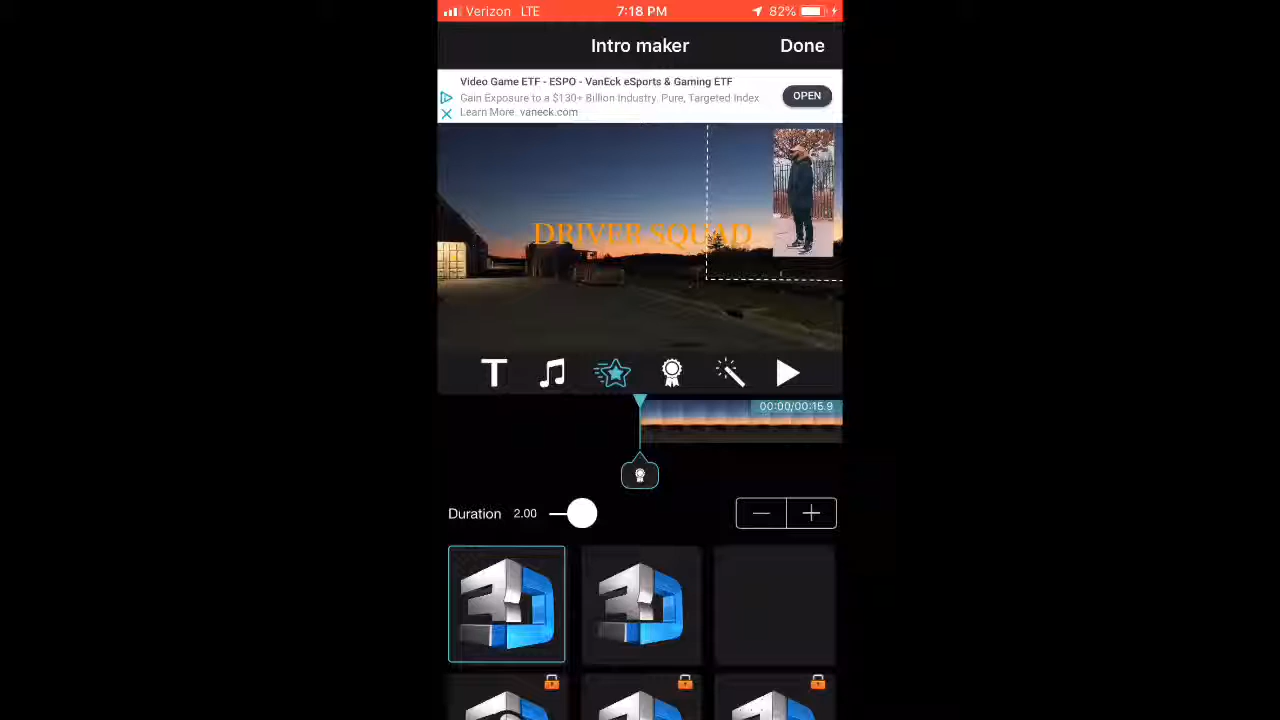 Verizon LTE 7:18 PM 82%
Intro maker Done
Video Game ETF - ESPO - VanEck eSports & Gaming ETF
Gain Exposure to a $130+ Billion Industry. Pure, Targeted Index
Learn More. vaneck.com
OPEN
DRIVER SQUAD
T
00:00/00:15.9
Duration 2.00
3D 3D